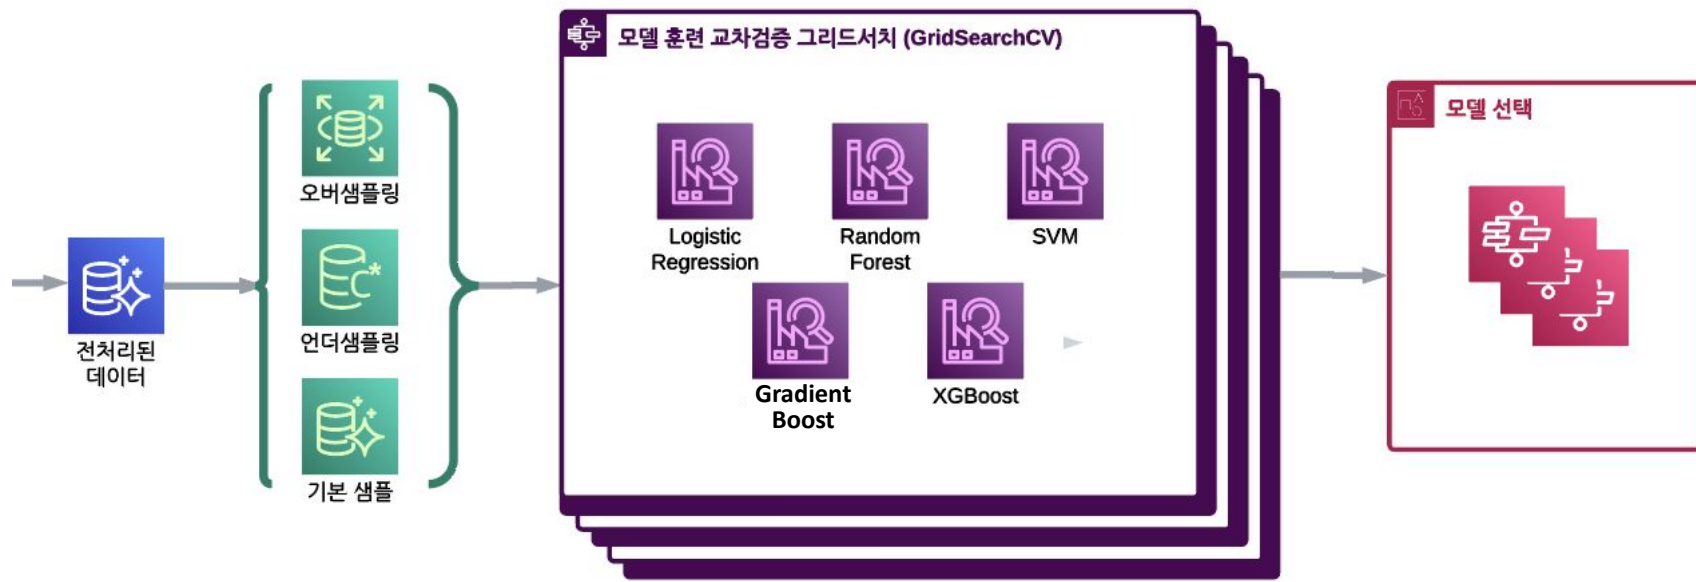 전처리된
데이터
오버샘플링
언더샘플링
C*
기본 샘플
모델 훈련 교차검증 그리드서치 (GridSearchCV)
Logistic
Regression
Random
Forest
SVM
Gradient
Boost
XGBoost
모델 선택